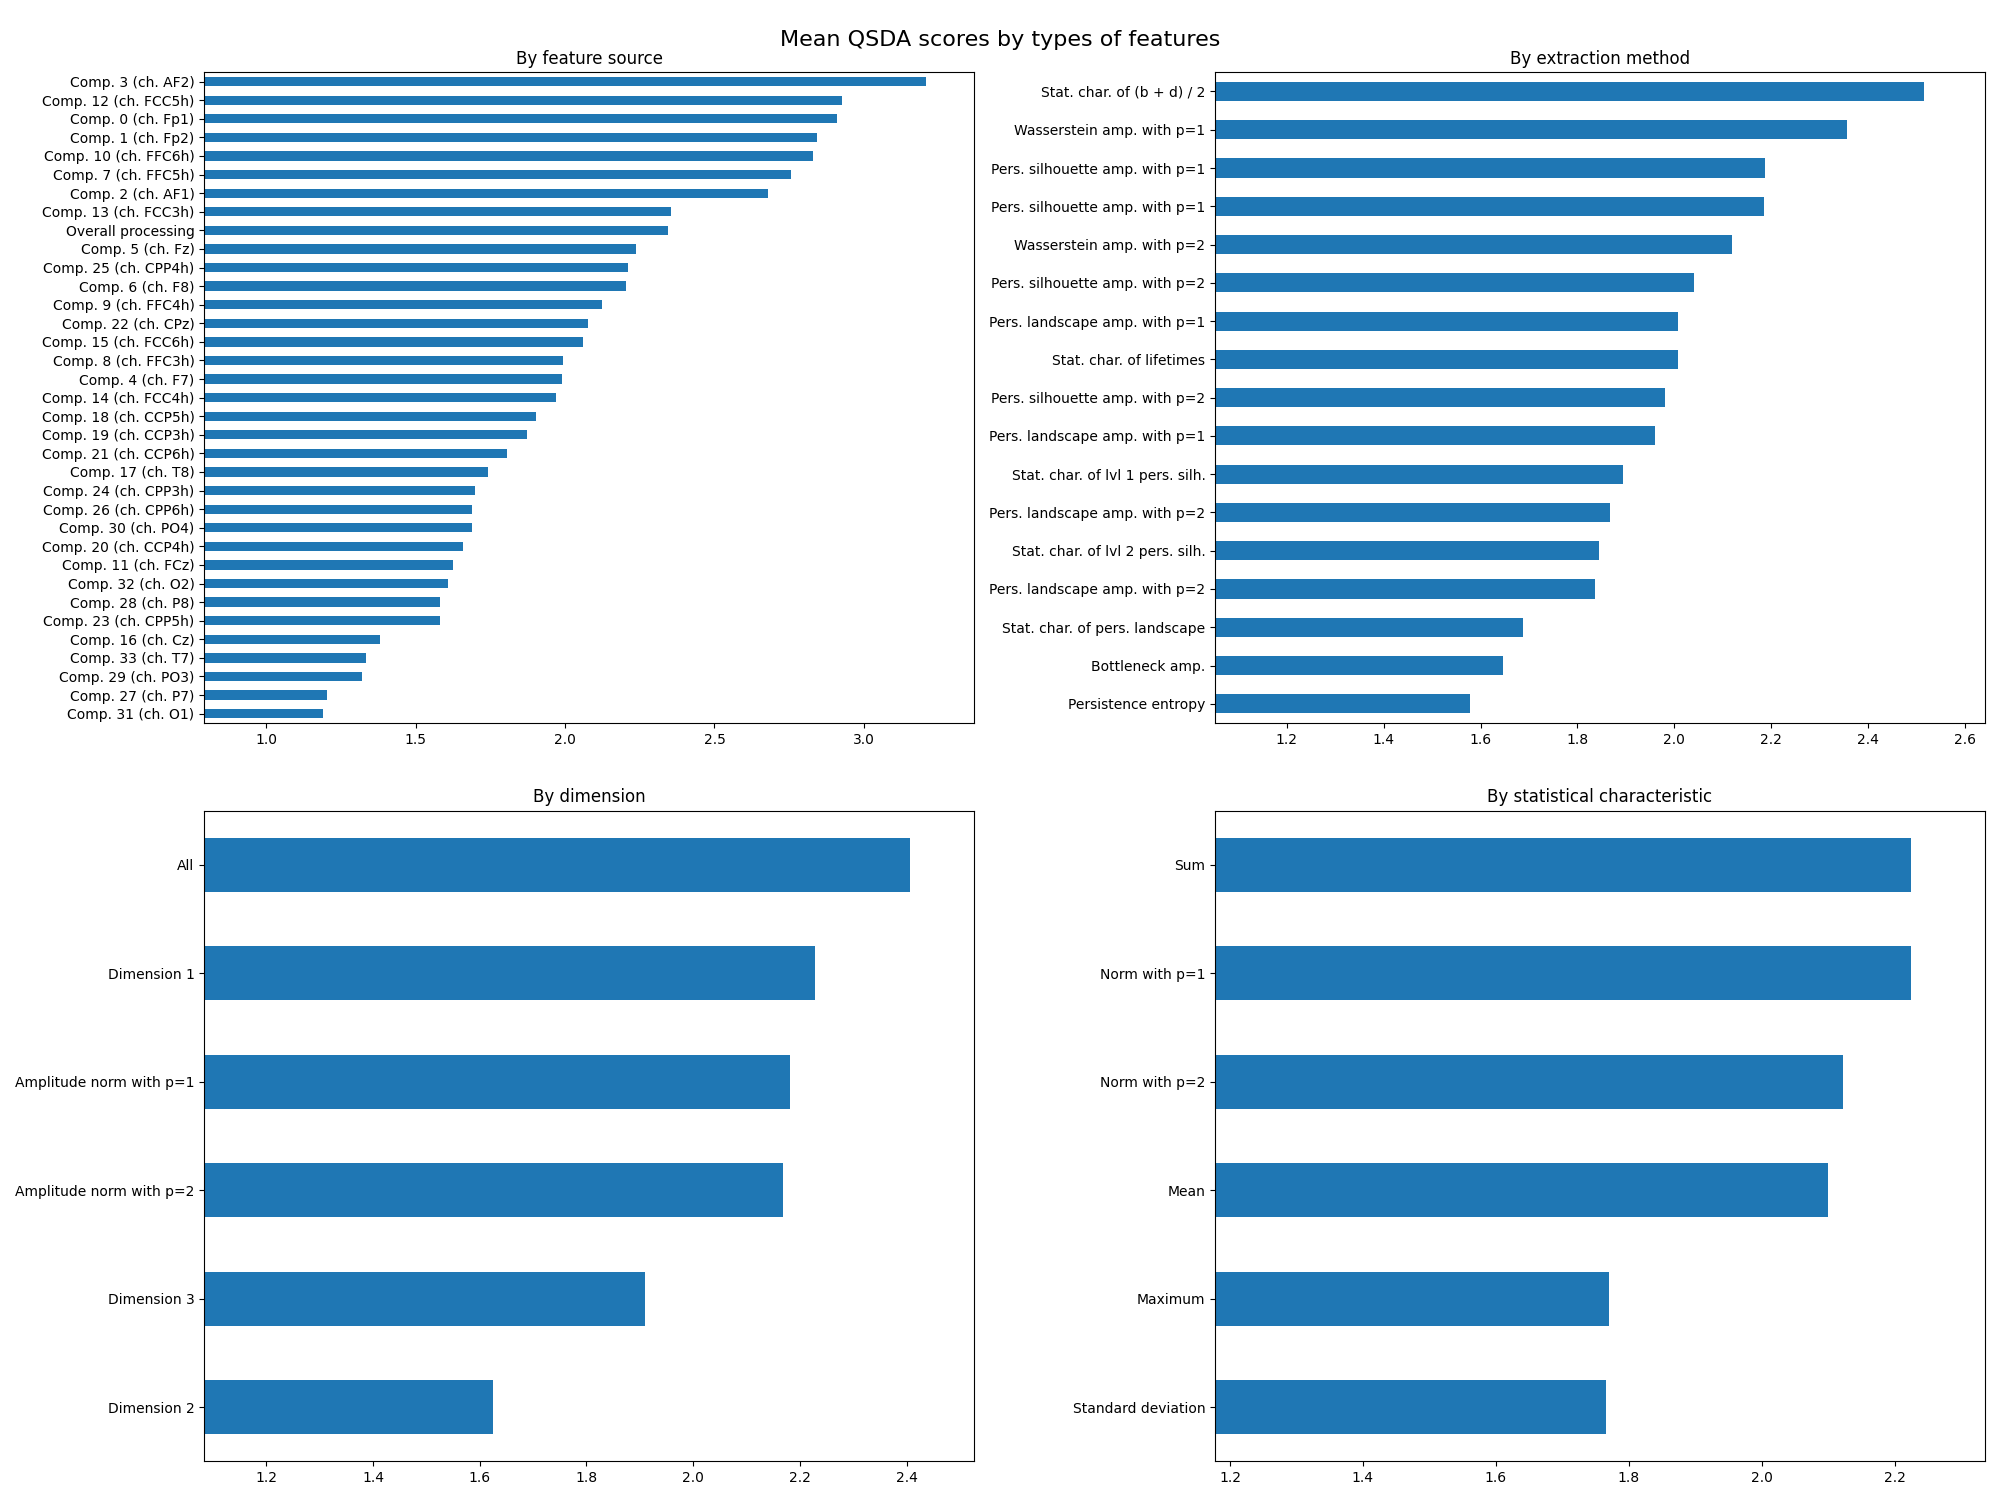 Mean QSDA scores by types of features
By feature source
Comp. 3 (ch. AF2)
Comp. 12 (ch. FCC5h)
Comp. 0 (ch. Fp1)
Comp. 1 (ch. Fp2)
Comp. 10 (ch. FFC6h)
Comp. 7 (ch. FFC5h)
Comp. 2 (ch. AF1)
Comp. 13 (ch. FCC3h)
Overall processing
Comp. 5 (ch. Fz)
Comp. 25 (ch. CPP4h)
Comp. 6 (ch. F8)
Comp. 9 (ch. FFC4h)
Comp. 22 (ch. CPz)
Comp. 15 (ch. FCC6h)
Comp. 8 (ch. FFC3h)
Comp. 4 (ch. F7)
Comp. 14 (ch. FCC4h)
Comp. 18 (ch. CCP5h)
Comp. 19 (ch. CCP3h)
Comp. 21 (ch. CCP6h)
Comp. 17 (ch. T8)
Comp. 24 (ch. CPP3h)
Comp. 26 (ch. CPP6h)
Comp. 30 (ch. PO4)
Comp. 20 (ch. CCP4h)
Comp. 11 (ch. FCz)
Comp. 32 (ch. O2)
Comp. 28 (ch. P8)
Comp. 23 (ch. CPP5h)
Comp. 16 (ch. Cz)
Comp. 33 (ch. T7)
Comp. 29 (ch. PO3)
Comp. 27 (ch. P7)
Comp. 31 (ch. O1)
1.0 1.5 2.0 2.5 3.0
By extraction method
Stat. char. of (b + d) / 2
Wasserstein amp. with p=1
Pers. silhouette amp. with p=1
Pers. silhouette amp. with p=1
Wasserstein amp. with p=2
Pers. silhouette amp. with p=2
Pers. landscape amp. with p=1
Stat. char. of lifetimes
Pers. silhouette amp. with p=2
Pers. landscape amp. with p=1
Stat. char. of lvl 1 pers. silh.
Pers. landscape amp. with p=2
Stat. char. of lvl 2 pers. silh.
Pers. landscape amp. with p=2
Stat. char. of pers. landscape
Bottleneck amp.
Persistence entropy
1.2 1.4 1.6 1.8 2.0 2.2 2.4 2.6
By dimension
All
Dimension 1
Amplitude norm with p=1
Amplitude norm with p=2
Dimension 3
Dimension 2
1.2 1.4 1.6 1.8 2.0 2.2 2.4
By statistical characteristic
Sum
Norm with p=1
Norm with p=2
Mean
Maximum
Standard deviation
1.2 1.4 1.6 1.8 2.0 2.2